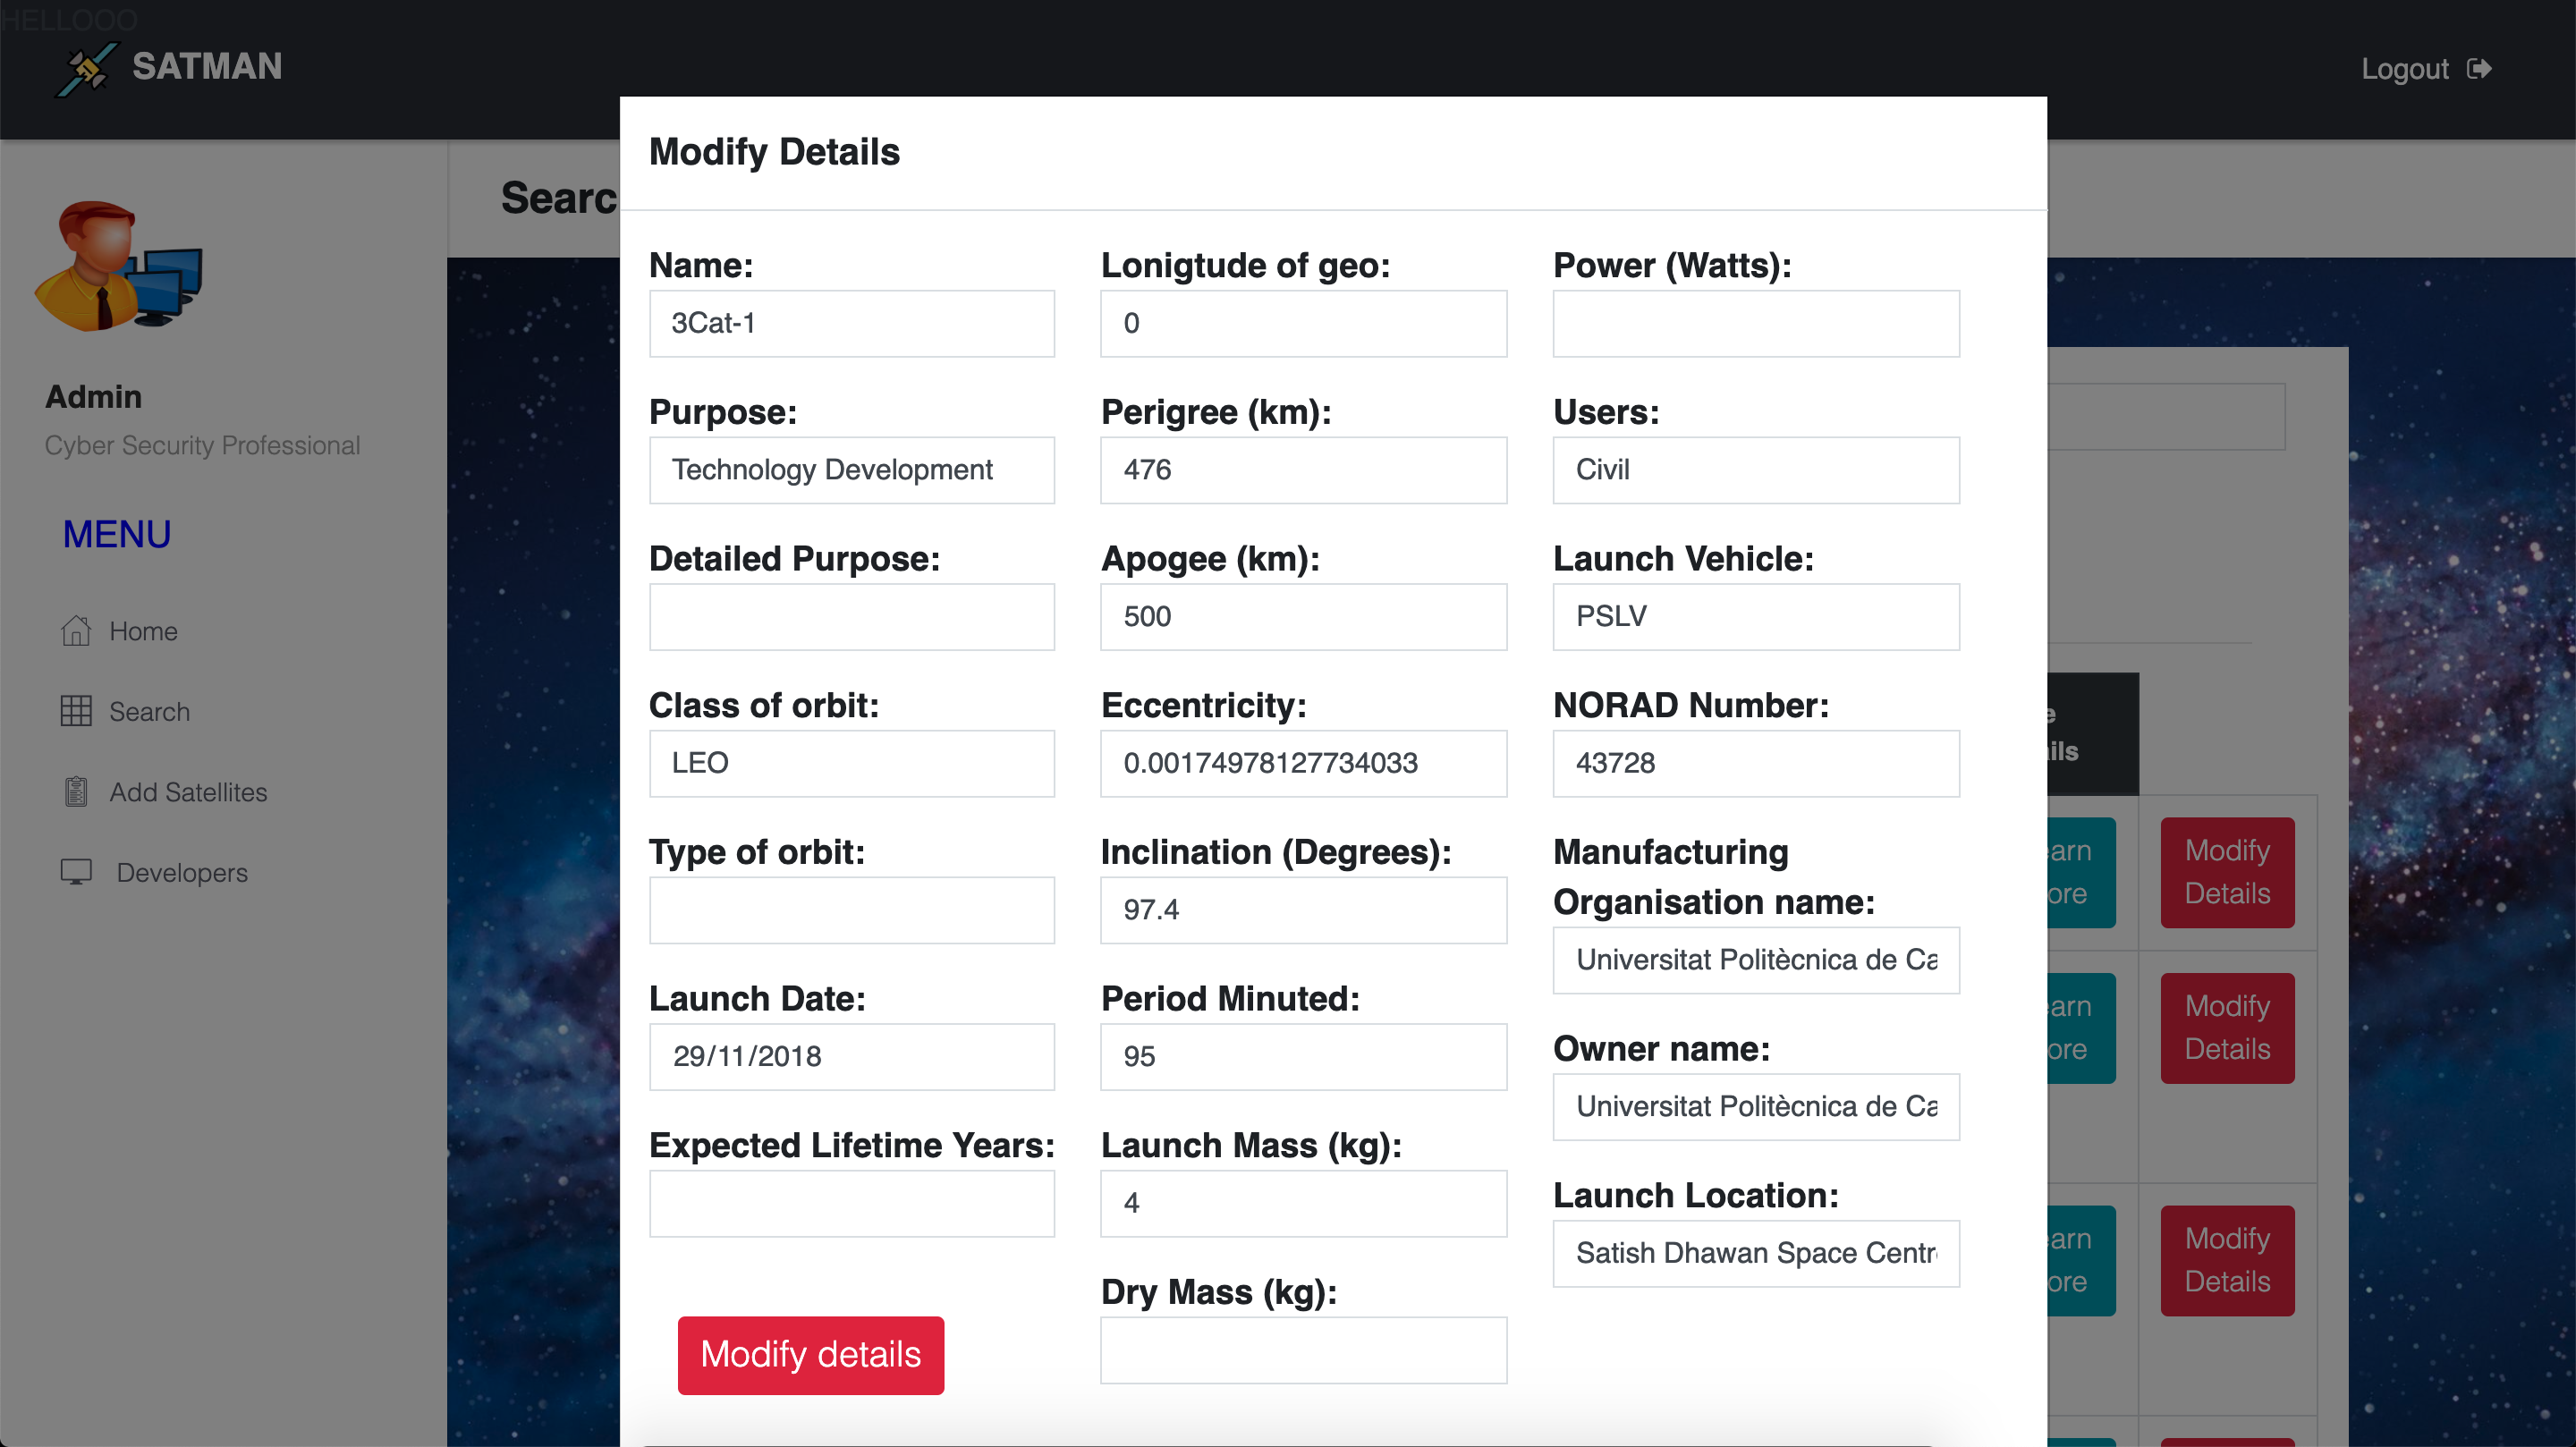 HELLOOO
SATMAN
Logout
Searc
Admin
Cyber Security Professional
MENU
Home
Search
Add Satellites
Developers
Modify Details
Name:
3Cat-1
Purpose:
Technology Development
Detailed Purpose:
Class of orbit:
LEO
Type of orbit:
Launch Date:
29/11/2018
Expected Lifetime Years:
Modify details
Lonigtude of geo:
0
Perigree (km):
476
Apogee (km):
500
Eccentricity:
0.00174978127734033
Inclination (Degrees):
97.4
Period Minuted:
95
Launch Mass (kg):
4
Dry Mass (kg):
Power (Watts):
Users:
Civil
Launch Vehicle:
PSLV
NORAD Number:
43728
Manufacturing
Organisation name:
Universitat Politècnica de Ca
Owner name:
Universitat Politècnica de Ca
Launch Location:
Satish Dhawan Space Centr
e
ils
earn
ore
Modify
Details
earn
ore
Modify
Details
earn
ore
Modify
Details